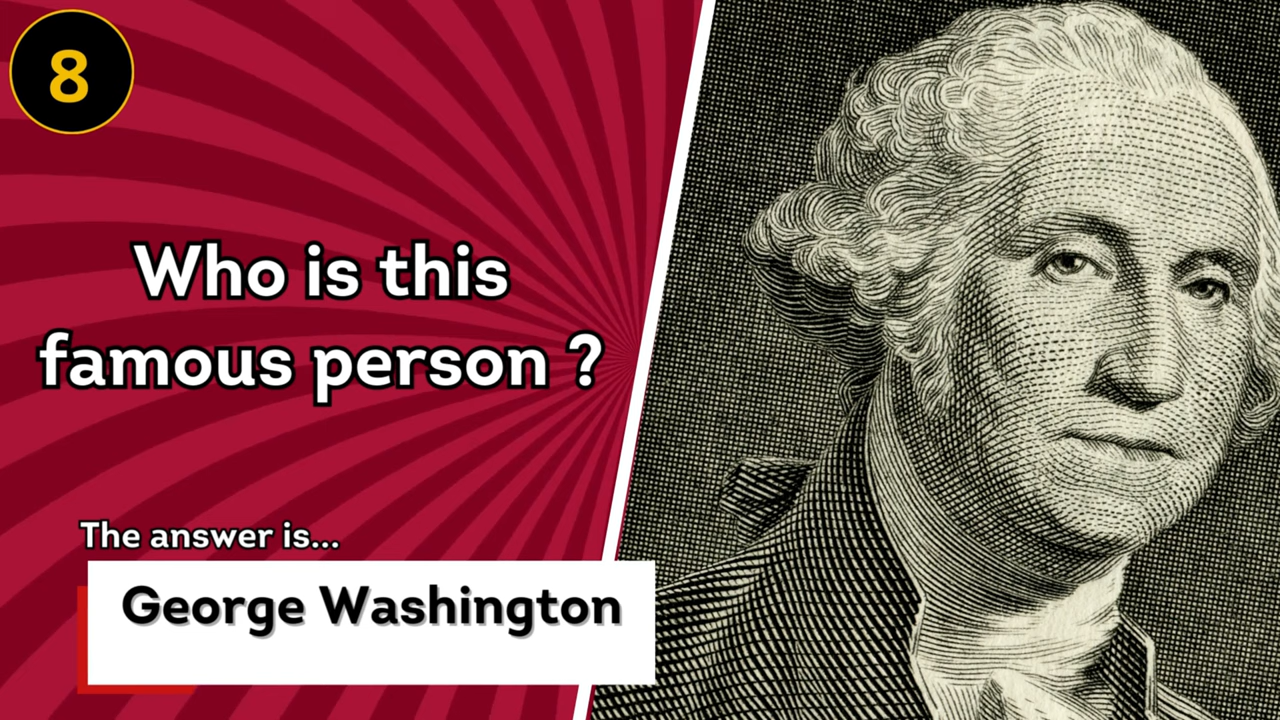 8
Who is this
famous person ?
The answer is...
George Washington